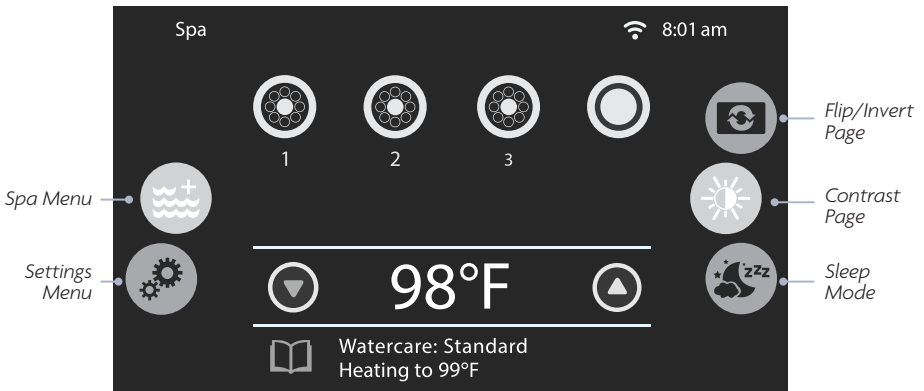 Spa
8:01 am
Flip/Invert
Page
1
2
3
Spa Menu
Contrast
Page
Settings
Menu
98°F
zzz
Sleep
Mode
Watercare: Standard
Heating to 99°F